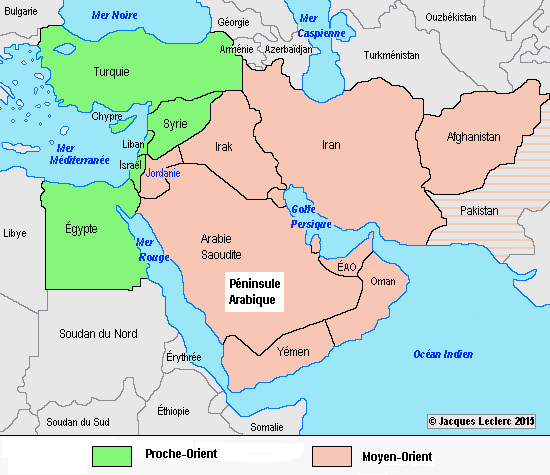 Bulgarie
Mer Noire
Géorgie
Mer
Caspienne
Ouzbékistan
Arménie
Azerbaïdjan
Turkménistan
Turquie
Chypre
Syrie
Liban
Mer
Méditerranée
Israël
Jordanie
Irak
Iran
Afghanistan
Pakistan
Libye
Égypte
Mer
Rouge
Arabie
Saoudite
Golfe
Persique
Péninsule
Arabique
ÉAO
Oman
Soudan du Nord
Érythrée
Yémen
Océan Indien
Soudan du Sud
Éthipie
Somalie
© Jacques Leclerc 2015
Proche-Orient
Moyen-Orient